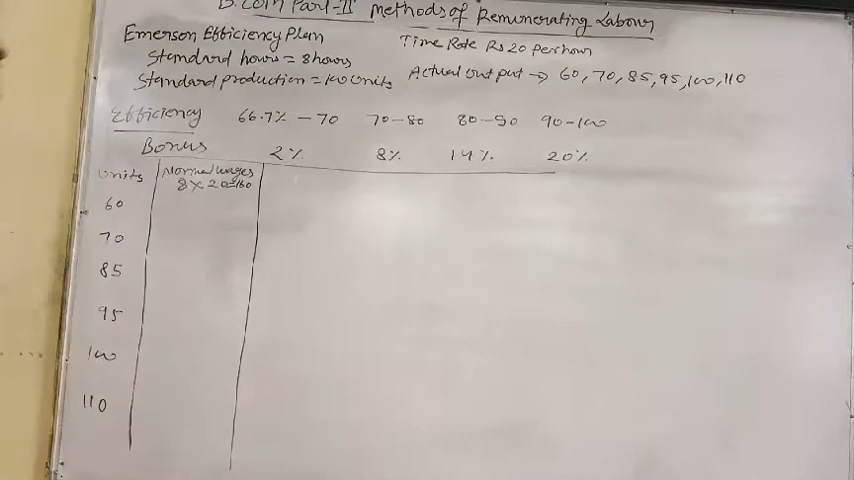 B.Com Part-II Methods of Remunerating Labour
Emerson Efficiency Plan Time Rate Rs 20 per hour
Standard hours = 8 hours
Standard production = 100 units Actual output → 60, 70, 85, 95, 100, 110
Efficiency 66.7% - 70 70-80 80-90 90-100
Bonus 2% 8% 14% 20%
Units Normal wages
8 x 20=160
60
70
85
95
100
110